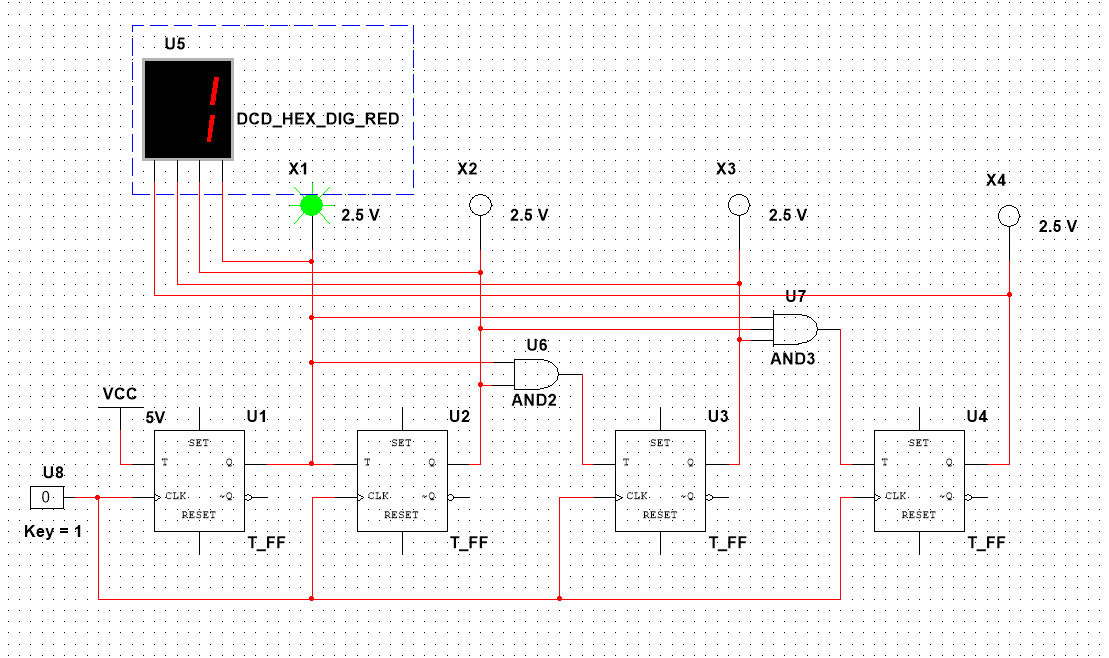 U5
DCD_HEX_DIG_RED
X1
X2
X3
X4
2.5 V
2.5 V
2.5 V
2.5 V
U7
AND3
U6
AND2
VCC
5V
U1
U2
U3
U4
SET
SET
SET
SET
T
Q
T
Q
T
Q
T
Q
U8
0
Key = 1
CLK
~Q
CLK
~Q
CLK
~Q
CLK
~Q
RESET
RESET
RESET
RESET
T_FF
T_FF
T_FF
T_FF
1